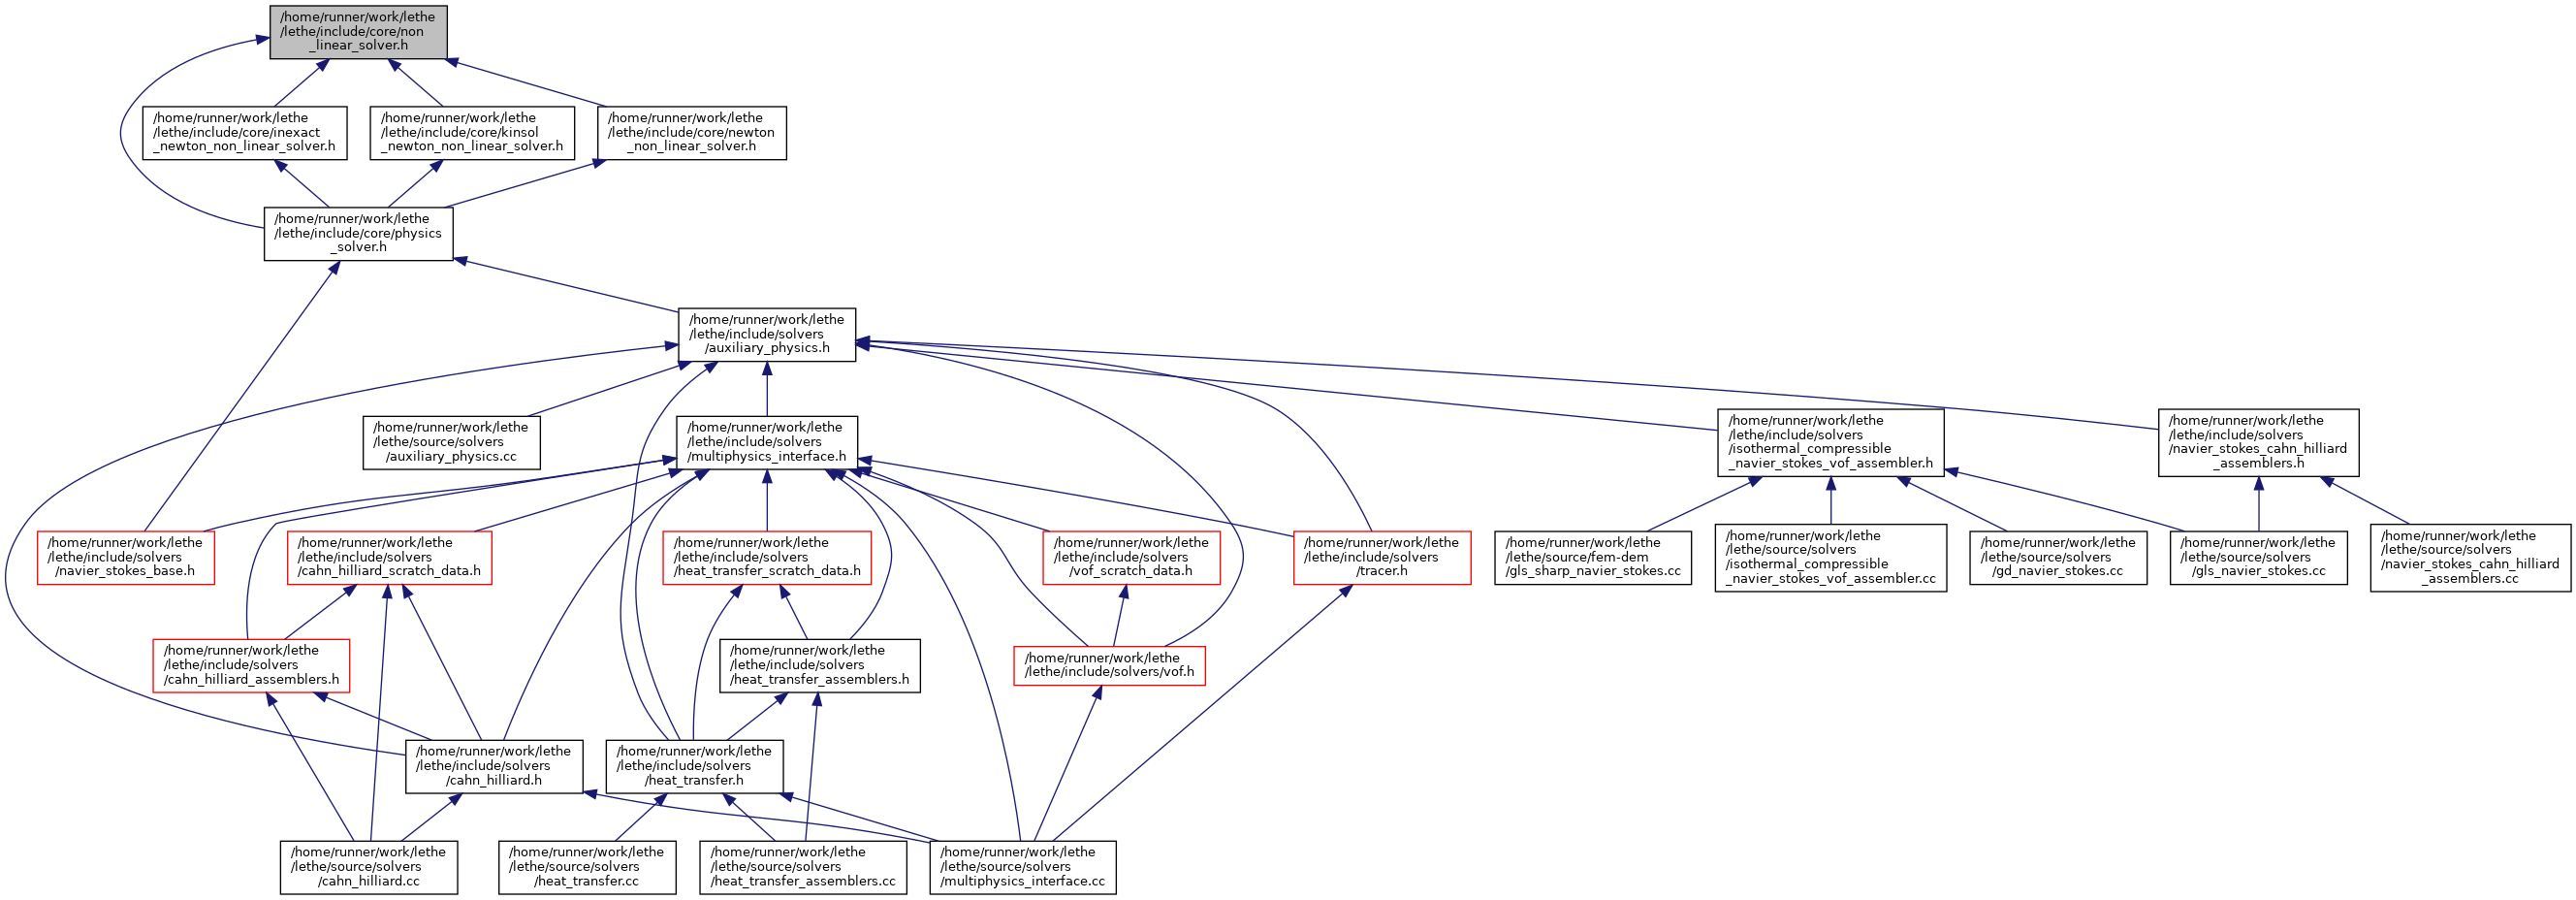 /home/runner/work/lethe
/lethe/include/core/non
_linear_solver.h
/home/runner/work/lethe
/lethe/include/core/inexact
_newton_non_linear_solver.h
/home/runner/work/lethe
/lethe/include/core/kinsol
_newton_non_linear_solver.h
/home/runner/work/lethe
/lethe/include/core/newton
_non_linear_solver.h
/home/runner/work/lethe
/lethe/include/core/physics
_solver.h
/home/runner/work/lethe
/lethe/include/solvers
/auxiliary_physics.h
/home/runner/work/lethe
/lethe/source/solvers
/auxiliary_physics.cc
/home/runner/work/lethe
/lethe/include/solvers
/multiphysics_interface.h
/home/runner/work/lethe
/lethe/include/solvers
/isothermal_compressible
_navier_stokes_vof_assembler.h
/home/runner/work/lethe
/lethe/include/solvers
/navier_stokes_cahn_hilliard
_assemblers.h
/home/runner/work/lethe
/lethe/include/solvers
/navier_stokes_base.h
/home/runner/work/lethe
/lethe/include/solvers
/cahn_hilliard_scratch_data.h
/home/runner/work/lethe
/lethe/include/solvers
/heat_transfer_scratch_data.h
/home/runner/work/lethe
/lethe/include/solvers
/vof_scratch_data.h
/home/runner/work/lethe
/lethe/include/solvers
/tracer.h
/home/runner/work/lethe
/lethe/source/fem-dem
/gls_sharp_navier_stokes.cc
/home/runner/work/lethe
/lethe/source/solvers
/isothermal_compressible
_navier_stokes_vof_assembler.cc
/home/runner/work/lethe
/lethe/source/solvers
/gd_navier_stokes.cc
/home/runner/work/lethe
/lethe/source/solvers
/gls_navier_stokes.cc
/home/runner/work/lethe
/lethe/source/solvers
/navier_stokes_cahn_hilliard
_assemblers.cc
/home/runner/work/lethe
/lethe/include/solvers
/cahn_hilliard_assemblers.h
/home/runner/work/lethe
/lethe/include/solvers
/heat_transfer_assemblers.h
/home/runner/work/lethe
/lethe/include/solvers/vof.h
/home/runner/work/lethe
/lethe/include/solvers
/cahn_hilliard.h
/home/runner/work/lethe
/lethe/include/solvers
/heat_transfer.h
/home/runner/work/lethe
/lethe/source/solvers
/cahn_hilliard.cc
/home/runner/work/lethe
/lethe/source/solvers
/heat_transfer.cc
/home/runner/work/lethe
/lethe/source/solvers
/heat_transfer_assemblers.cc
/home/runner/work/lethe
/lethe/source/solvers
/multiphysics_interface.cc